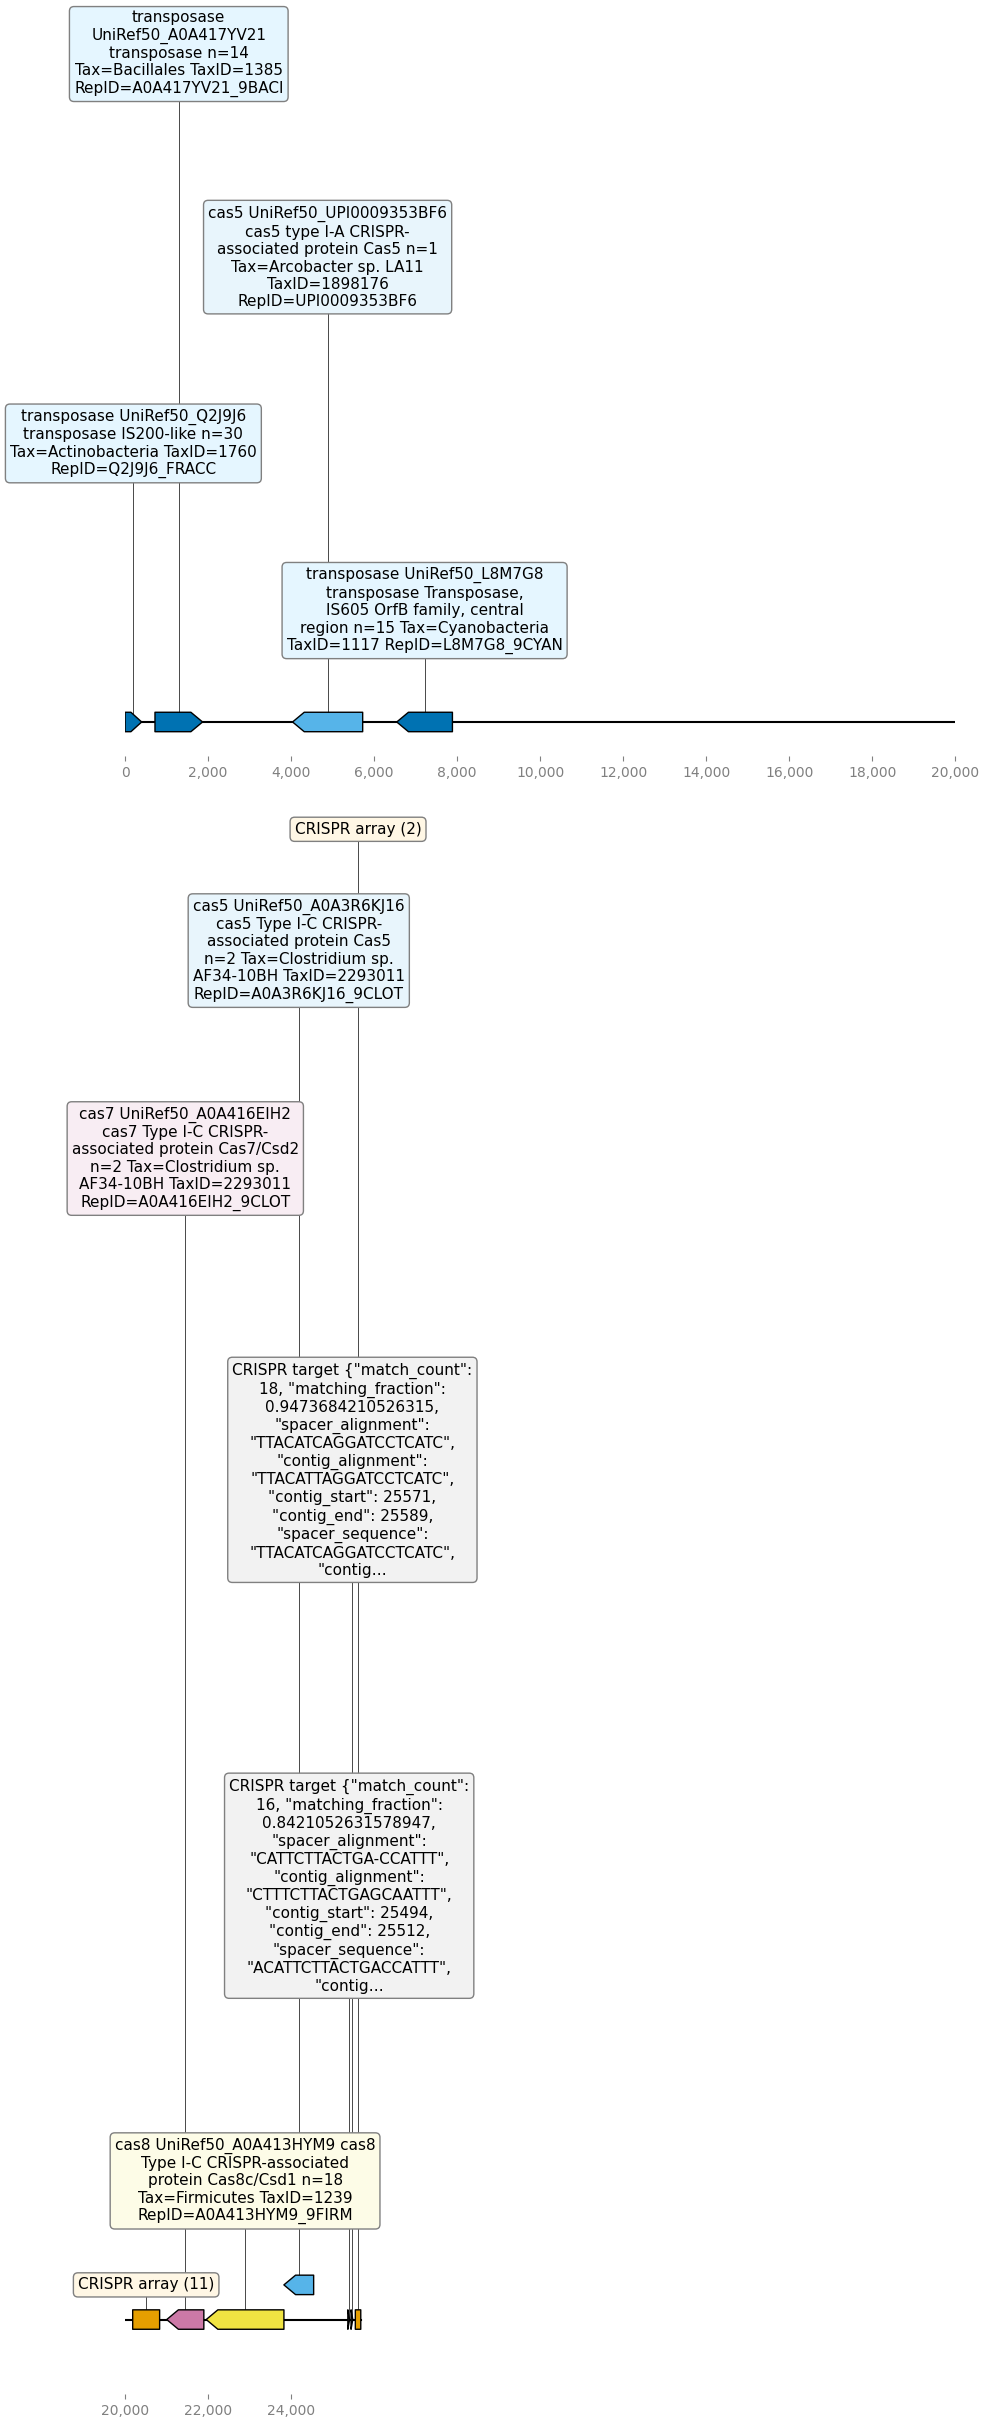 transposase
UniRef50_A0A417YV21
transposase n=14
Tax=Bacillales TaxID=1385
RepID=A0A417YV21_9BACI
cas5 UniRef50_UPI0009353BF6
cas5 type I-A CRISPR-
associated protein Cas5 n=1
Tax=Arcobacter sp. LA11
TaxID=1898176
RepID=UPI0009353BF6
transposase UniRef50_Q2J9J6
transposase IS200-like n=30
Tax=Actinobacteria TaxID=1760
RepID=Q2J9J6_FRACC
transposase UniRef50_L8M7G8
transposase Transposase,
IS605 OrfB family, central
region n=15 Tax=Cyanobacteria
TaxID=1117 RepID=L8M7G8_9CYAN
0 2,000 4,000 6,000 8,000 10,000 12,000 14,000 16,000 18,000 20,000
CRISPR array (2)
cas5 UniRef50_A0A3R6KJ16
cas5 Type I-C CRISPR-
associated protein Cas5
n=2 Tax=Clostridium sp.
AF34-10BH TaxID=2293011
RepID=A0A3R6KJ16_9CLOT
cas7 UniRef50_A0A416EIH2
cas7 Type I-C CRISPR-
associated protein Cas7/Csd2
n=2 Tax=Clostridium sp.
AF34-10BH TaxID=2293011
RepID=A0A416EIH2_9CLOT
CRISPR target {"match_count":
18, "matching_fraction":
0.9473684210526315,
"spacer_alignment":
"TTACATCAGGATCCTCATC",
"contig_alignment":
"TTACATTAGGATCCTCATC",
"contig_start": 25571,
"contig_end": 25589,
"spacer_sequence":
"TTACATCAGGATCCTCATC",
"contig...
CRISPR target {"match_count":
16, "matching_fraction":
0.8421052631578947,
"spacer_alignment":
"CATTCTTACTGA-CCATTT",
"contig_alignment":
"CTTTCTTACTGAGCAATTT",
"contig_start": 25494,
"contig_end": 25512,
"spacer_sequence":
"ACATTCTTACTGACCATTT",
"contig...
cas8 UniRef50_A0A413HYM9 cas8
Type I-C CRISPR-associated
protein Cas8c/Csd1 n=18
Tax=Firmicutes TaxID=1239
RepID=A0A413HYM9_9FIRM
CRISPR array (11)
20,000 22,000 24,000